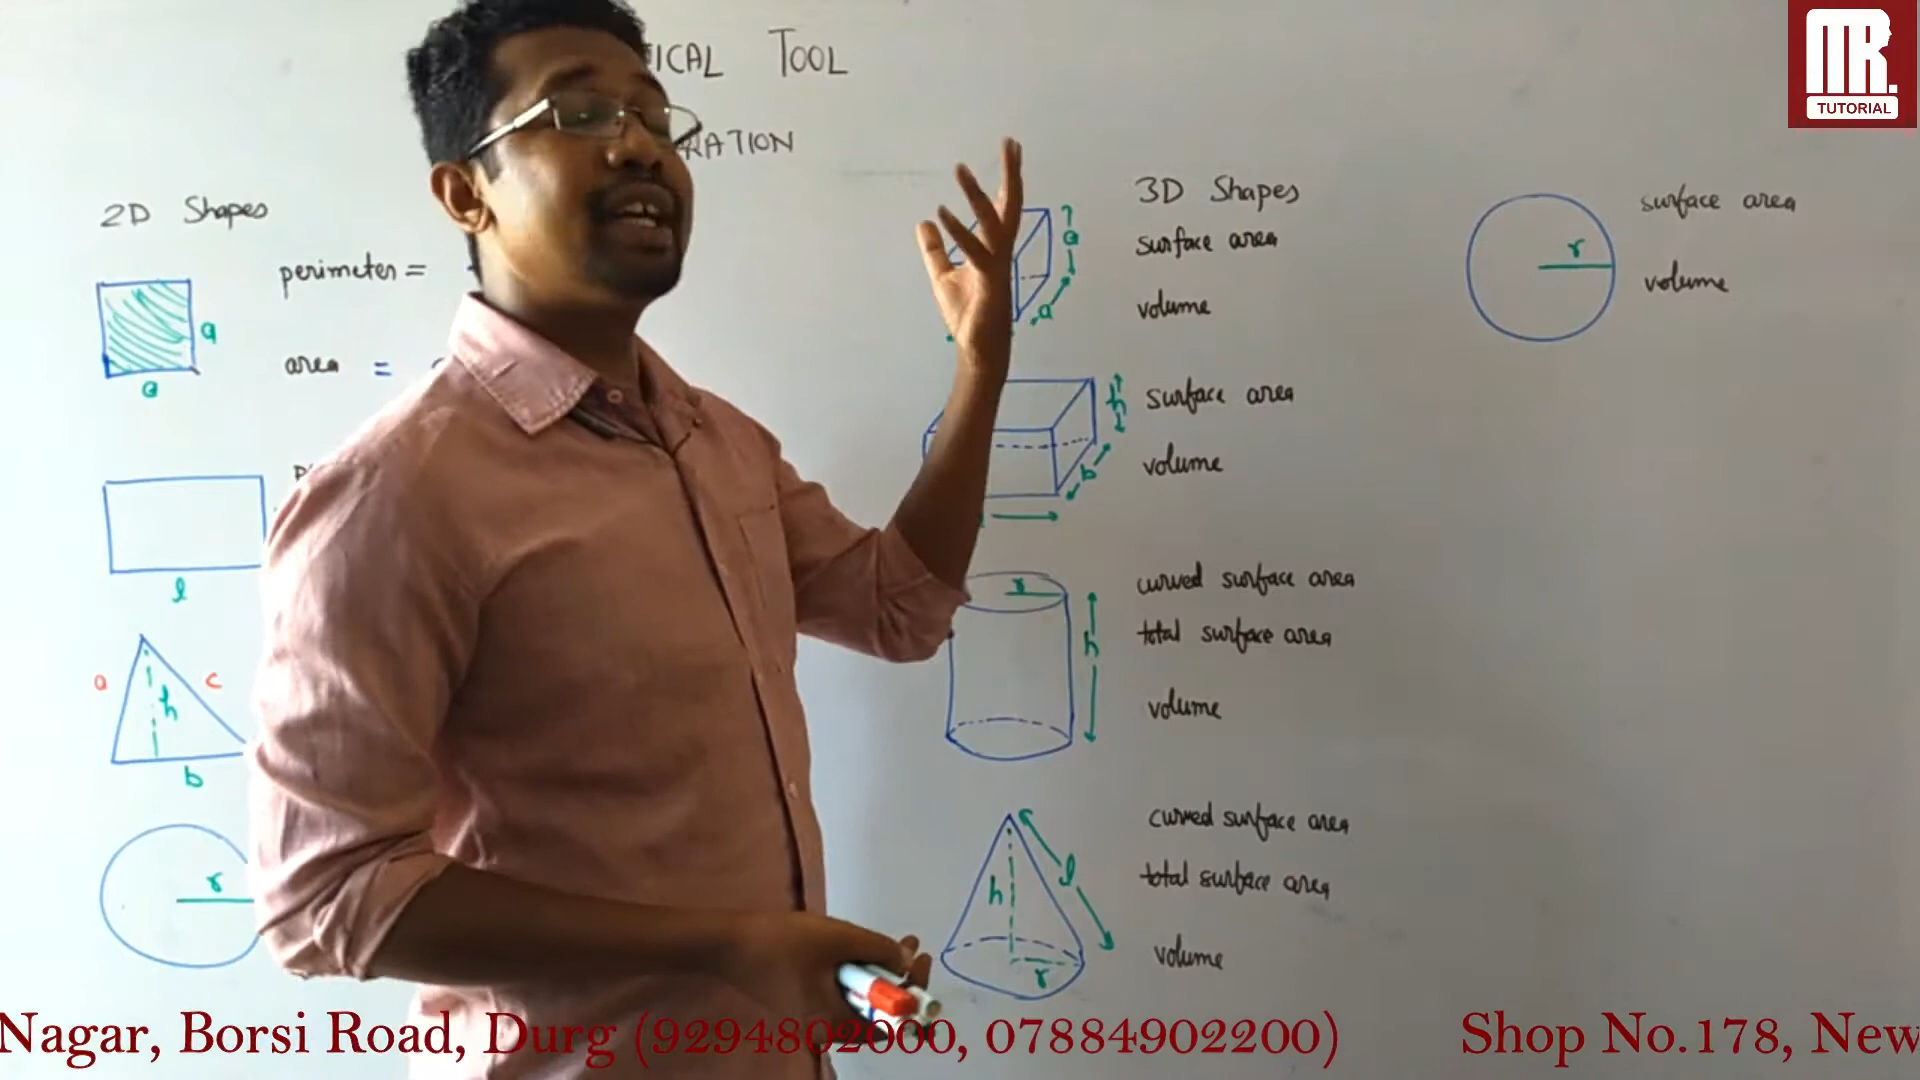 TOOL
2D Shapes
perimeter =
area =
a
a
l
a
c
h
b
r
3D Shapes
a
surface area
a
volume
h
surface area
b
volume
r
curved surface area
h
total surface area
volume
l
curved surface area
h
total surface area
r
volume
surface area
r
volume
MR.
TUTORIAL
Nagar, Borsi Road, Durg (9294802000, 07884902200) Shop No.178, New